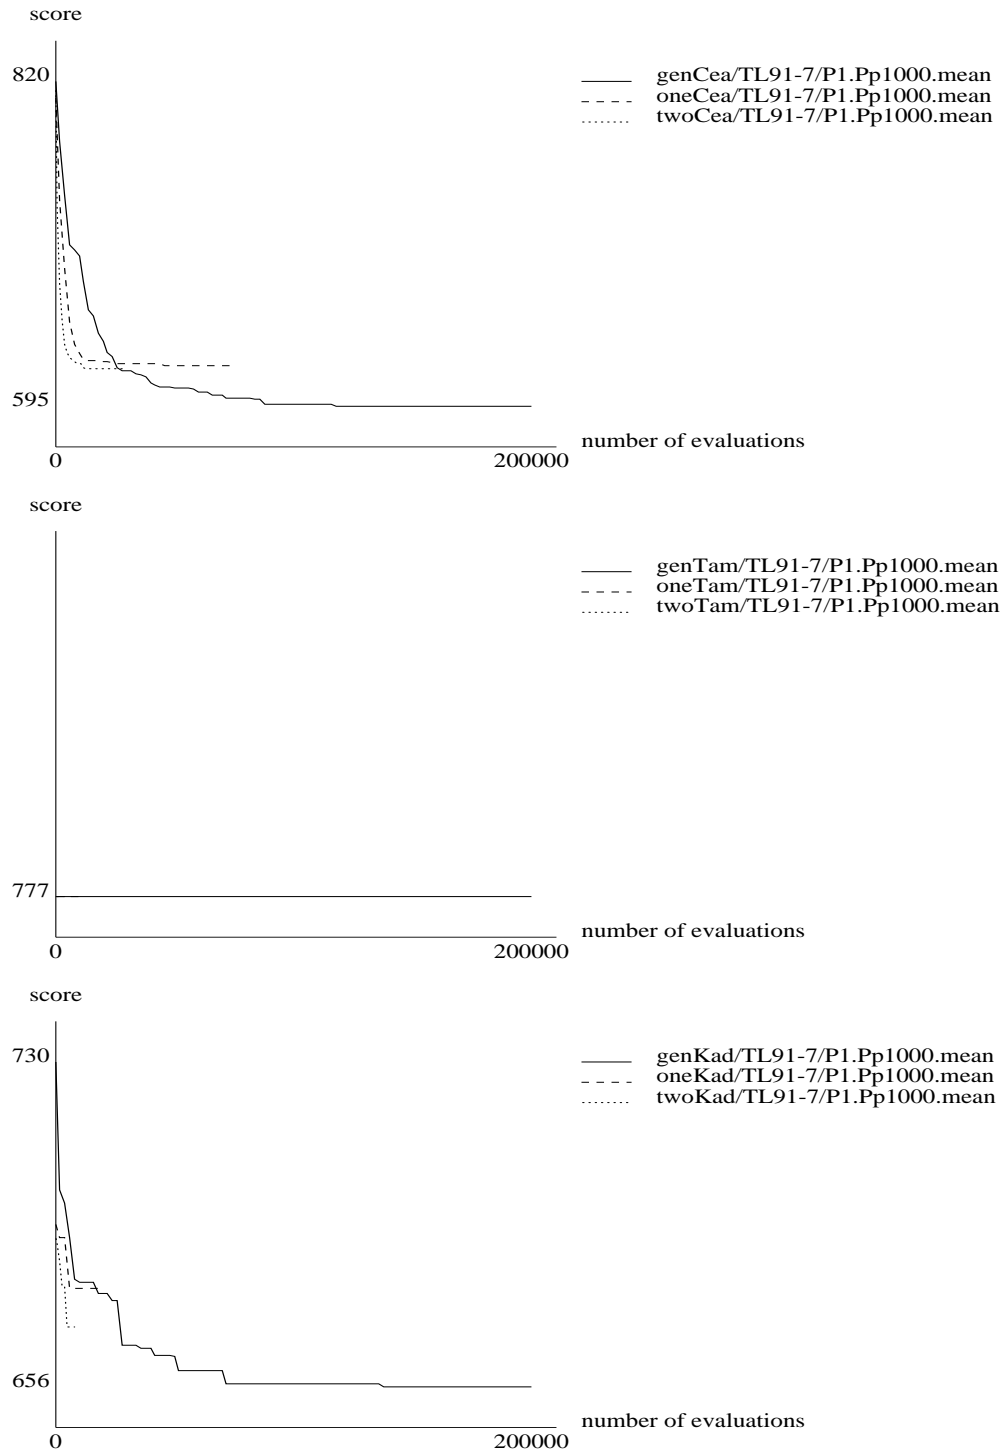 score
820
genCea/TL91-7/P1.Pp1000.mean
oneCea/TL91-7/P1.Pp1000.mean
twoCea/TL91-7/P1.Pp1000.mean
595
number of evaluations
0 200000
score
genTam/TL91-7/P1.Pp1000.mean
oneTam/TL91-7/P1.Pp1000.mean
twoTam/TL91-7/P1.Pp1000.mean
777
number of evaluations
0 200000
score
730
genKad/TL91-7/P1.Pp1000.mean
oneKad/TL91-7/P1.Pp1000.mean
twoKad/TL91-7/P1.Pp1000.mean
656
number of evaluations
0 200000